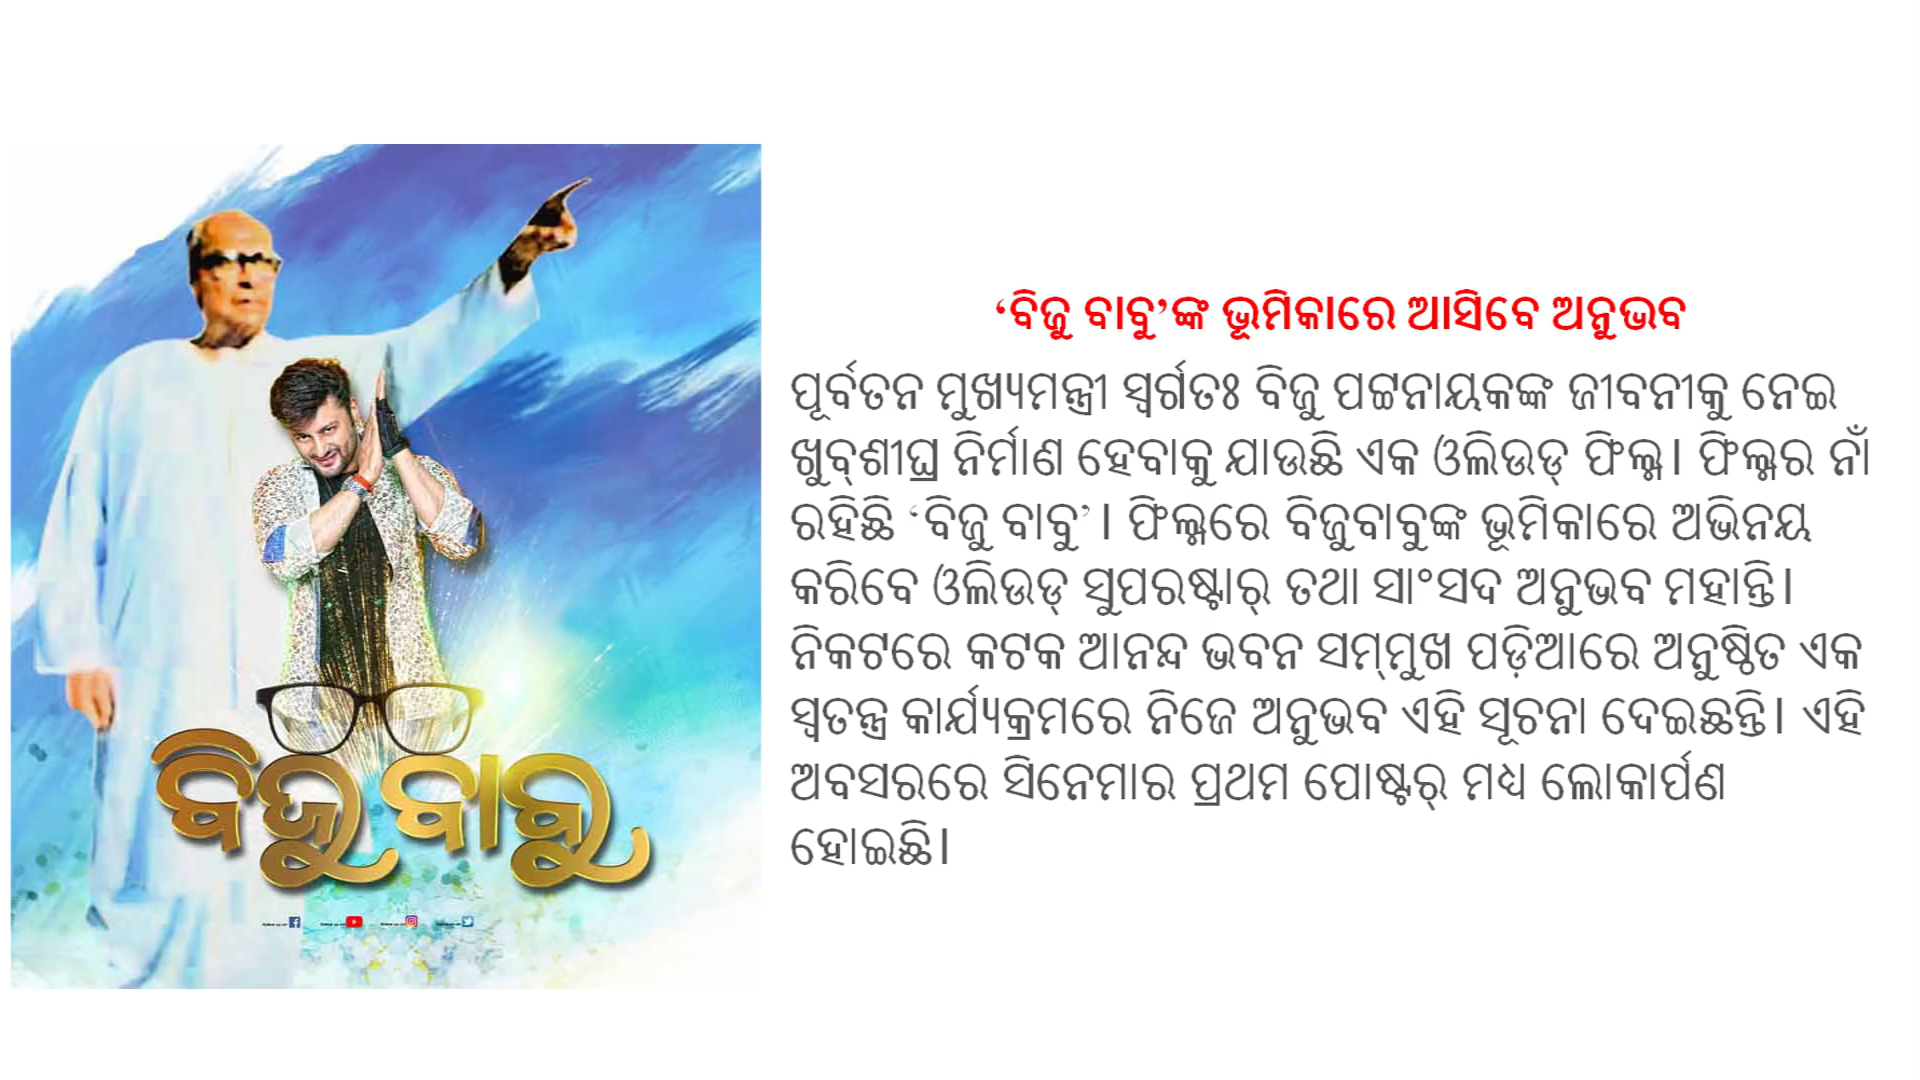 ‘ବିଜୁ ବାବୁ’ଙ୍କ ଭୂମିକାରେ ଆସିବେ ଅନୁଭବ
ପୂର୍ବତନ ମୁଖ୍ୟମନ୍ତ୍ରୀ ସ୍ୱର୍ଗତଃ ବିଜୁ ପଟ୍ଟନାୟକଙ୍କ ଜୀବନୀକୁ ନେଇ
ଖୁବ୍‌ଶୀଘ୍ର ନିର୍ମାଣ ହେବାକୁ ଯାଉଛି ଏକ ଓଲିଉଡ୍ ଫିଲ୍ମ। ଫିଲ୍ମର ନାଁ
ରହିଛି ‘ବିଜୁ ବାବୁ’। ଫିଲ୍ମରେ ବିଜୁବାବୁଙ୍କ ଭୂମିକାରେ ଅଭିନୟ
କରିବେ ଓଲିଉଡ୍ ସୁପରଷ୍ଟାର୍ ତଥା ସାଂସଦ ଅନୁଭବ ମହାନ୍ତି।
ନିକଟରେ କଟକ ଆନନ୍ଦ ଭବନ ସମ୍ମୁଖ ପଡ଼ିଆରେ ଅନୁଷ୍ଠିତ ଏକ
ସ୍ୱତନ୍ତ୍ର କାର୍ଯ୍ୟକ୍ରମରେ ନିଜେ ଅନୁଭବ ଏହି ସୂଚନା ଦେଇଛନ୍ତି। ଏହି
ଅବସରରେ ସିନେମାର ପ୍ରଥମ ପୋଷ୍ଟର୍ ମଧ୍ୟ ଲୋକାର୍ପଣ
ହୋଇଛି।
ବିଜୁ ବାବୁ